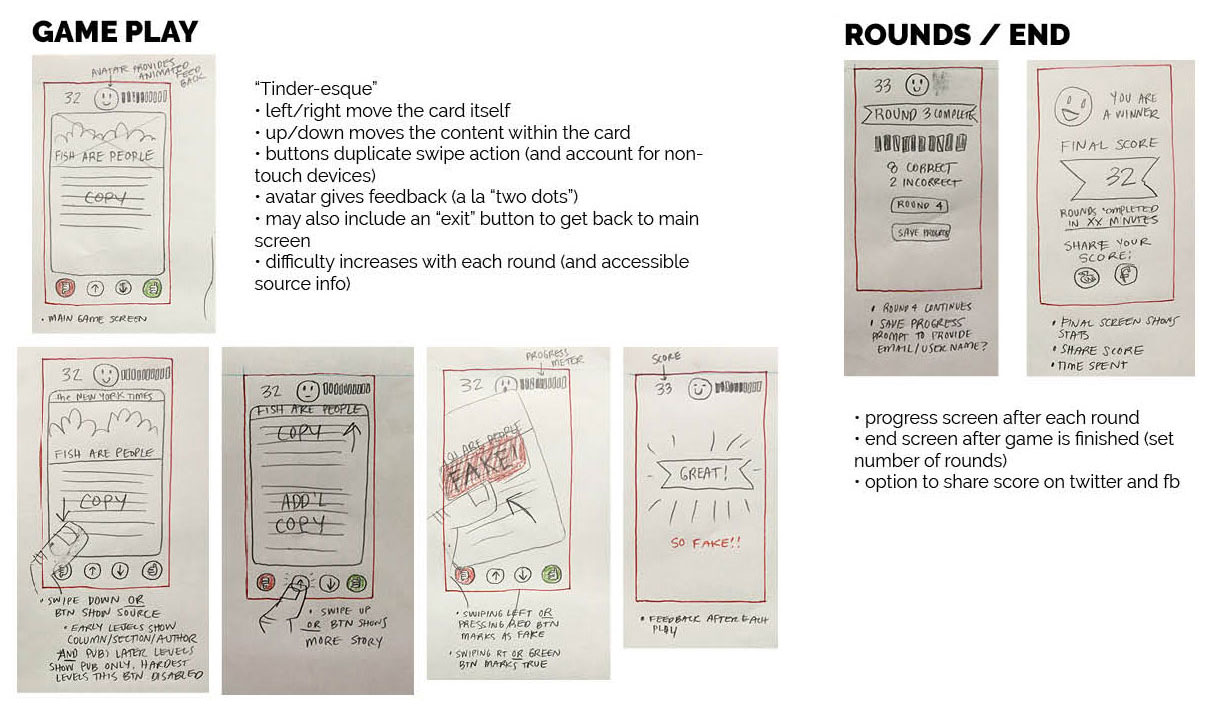 GAME PLAY
AVATAR PROVIDES
ANIMATED
FEED
BACK
32
FISH ARE PEOPLE
COPY
• MAIN GAME SCREEN
“Tinder-esque”
• left/right move the card itself
• up/down moves the content within the card
• buttons duplicate swipe action (and account for non-
touch devices)
• avatar gives feedback (a la “two dots”)
• may also include an “exit” button to get back to main
screen
• difficulty increases with each round (and accessible
source info)
32
The NEW YORK TIMES
FISH ARE PEOPLE
COPY
• SWIPE DOWN OR
BTN SHOW SOURCE
• EARLY LEVELS SHOW
COLUMN/SECTION/AUTHOR
AND PUB; LATER LEVELS
SHOW PUB ONLY, HARDEST
LEVELS THIS BTN DISABLED
32
FISH ARE PEOPLE
COPY
ADD'L
COPY
• SWIPE UP
OR BTN SHOWS
MORE STORY
PROGRESS
METER
32
ARE PEOPLE
FAKE!
• SWIPING LEFT OR
PRESSING RED BTN
MARKS AS FAKE
• SWIPING RT OR GREEN
BTN MARKS TRUE
SCORE
33
GREAT!
SO FAKE!!
• FEEDBACK AFTER EACH
PLAY
ROUNDS / END
33
ROUND 3 COMPLETE
8 CORRECT
2 INCORRECT
ROUND 4
SAVE PROGRESS
• ROUND 4 CONTINUES
• SAVE PROGRESS
PROMPT TO PROVIDE
EMAIL/USER NAME?
YOU ARE
A WINNER
FINAL SCORE
32
ROUNDS COMPLETED
IN XX MINUTES
SHARE YOUR
SCORE:
• FINAL SCREEN SHOWS
STATS
• SHARE SCORE
• TIME SPENT
• progress screen after each round
• end screen after game is finished (set
number of rounds)
• option to share score on twitter and fb